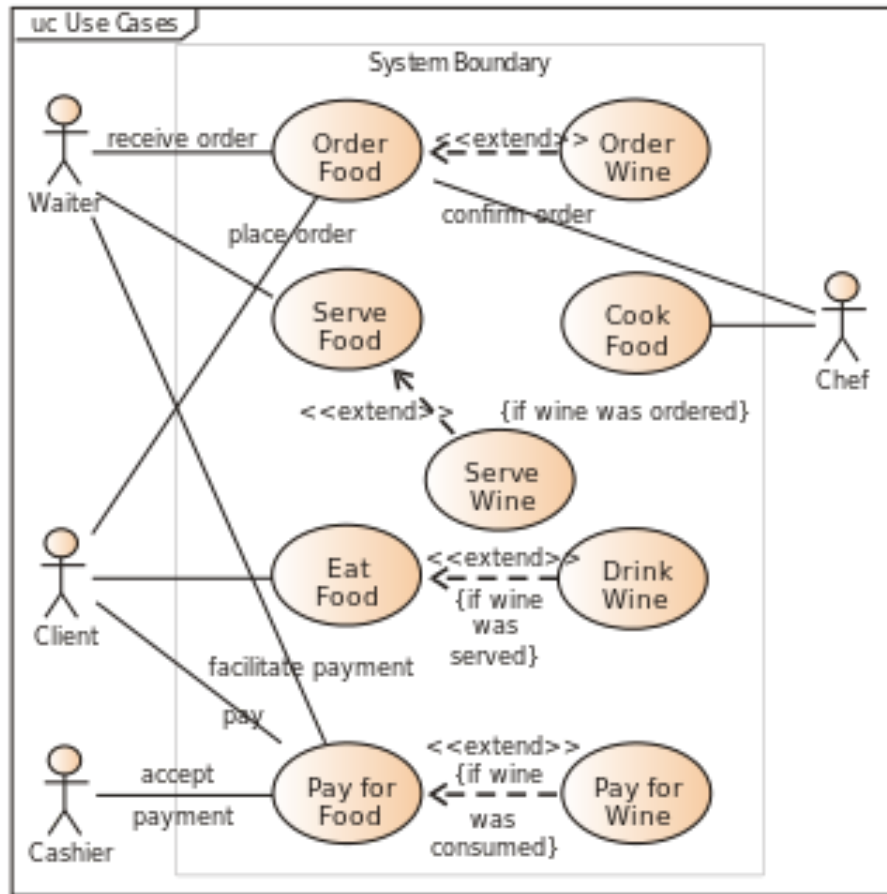 uc Use Cases
System Boundary
receive order
Order
Food
<<extend>>
Order
Wine
Waiter
confirm order
place order
Serve
Food
Cook
Food
Chef
<<extend>>
{if wine was ordered}
Serve
Wine
Client
Eat
Food
<<extend>>
{if wine
was
served}
Drink
Wine
facilitate payment
pay
Cashier
accept
payment
Pay for
Food
<<extend>>
{if wine
was
consumed}
Pay for
Wine